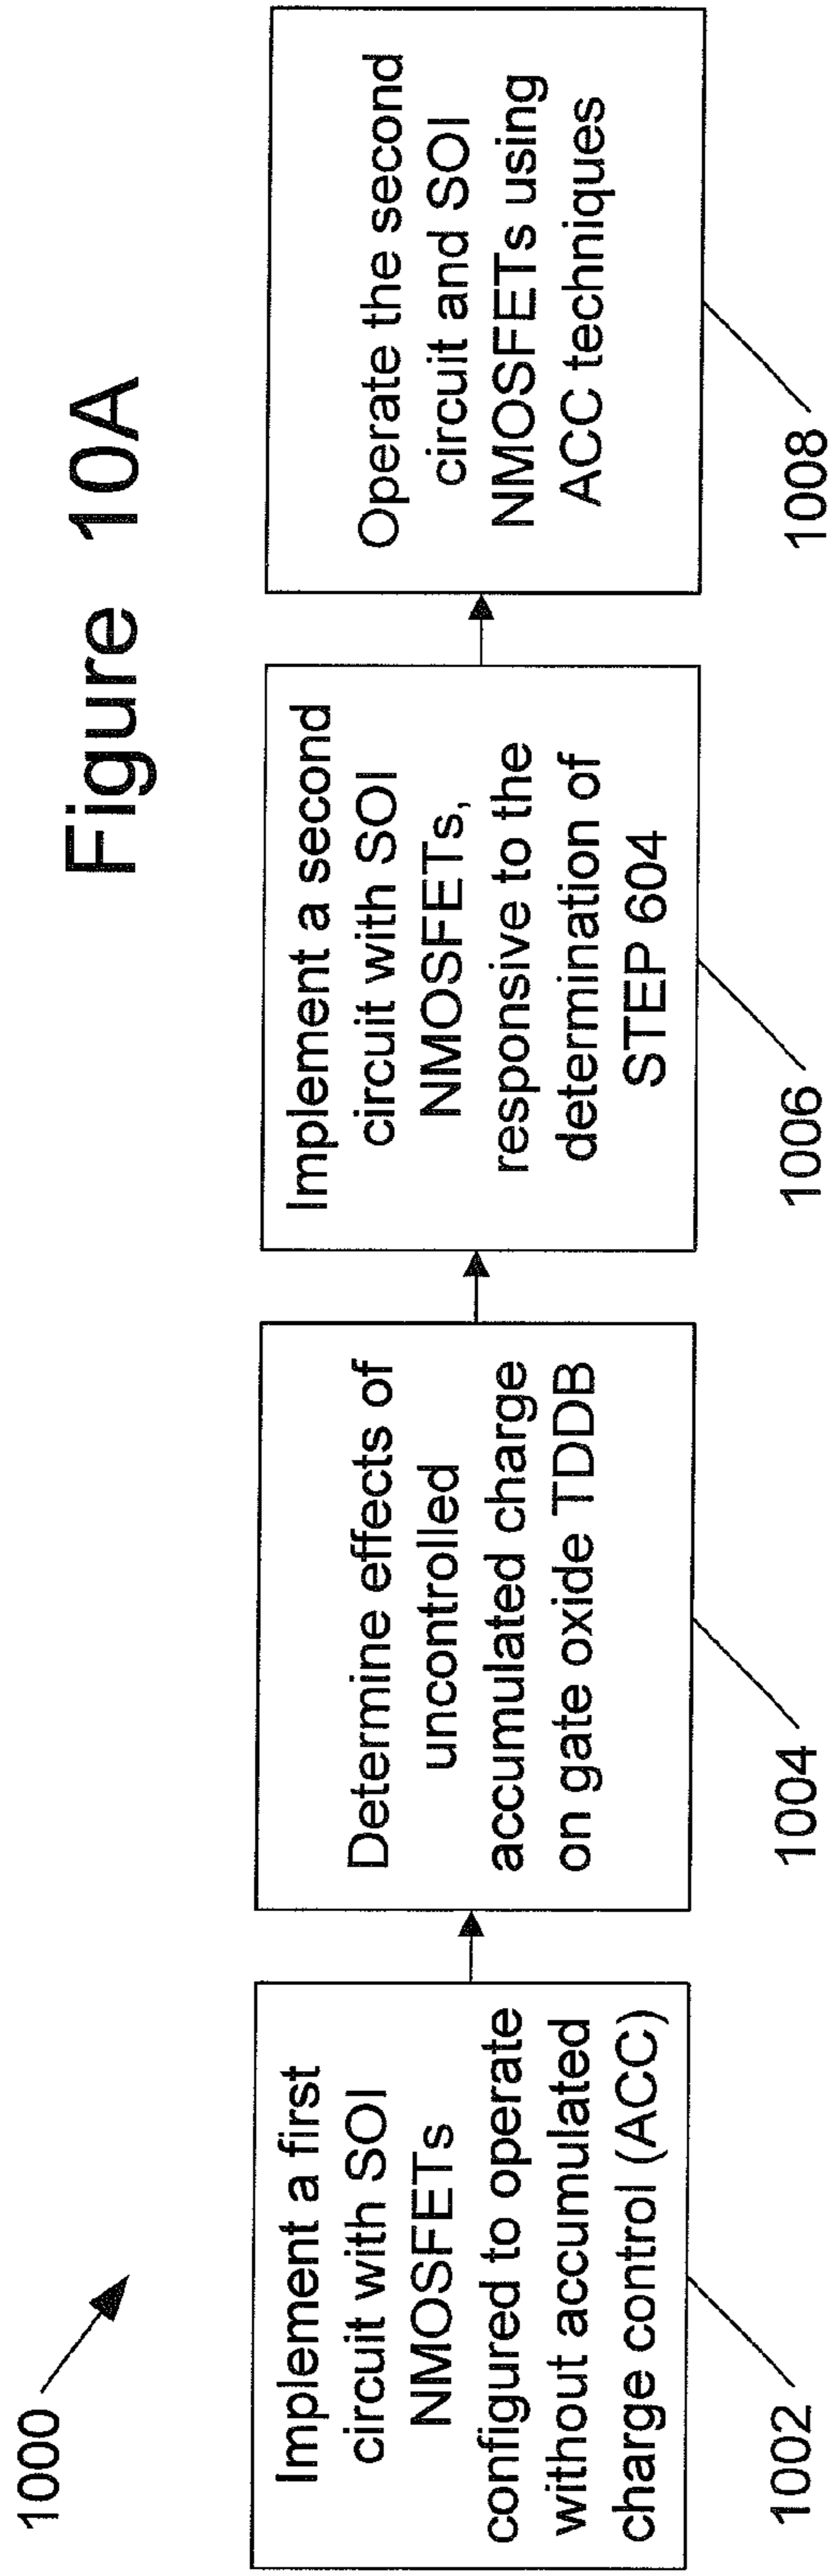 Figure 10A
1000
Implement a first
circuit with SOI
NMOSFETs
configured to operate
without accumulated
charge control (ACC)
1002
Determine effects of
uncontrolled
accumulated charge
on gate oxide TDDB
1004
Implement a second
circuit with SOI
NMOSFETs,
responsive to the
determination of
STEP 604
1006
Operate the second
circuit and SOI
NMOSFETs using
ACC techniques
1008